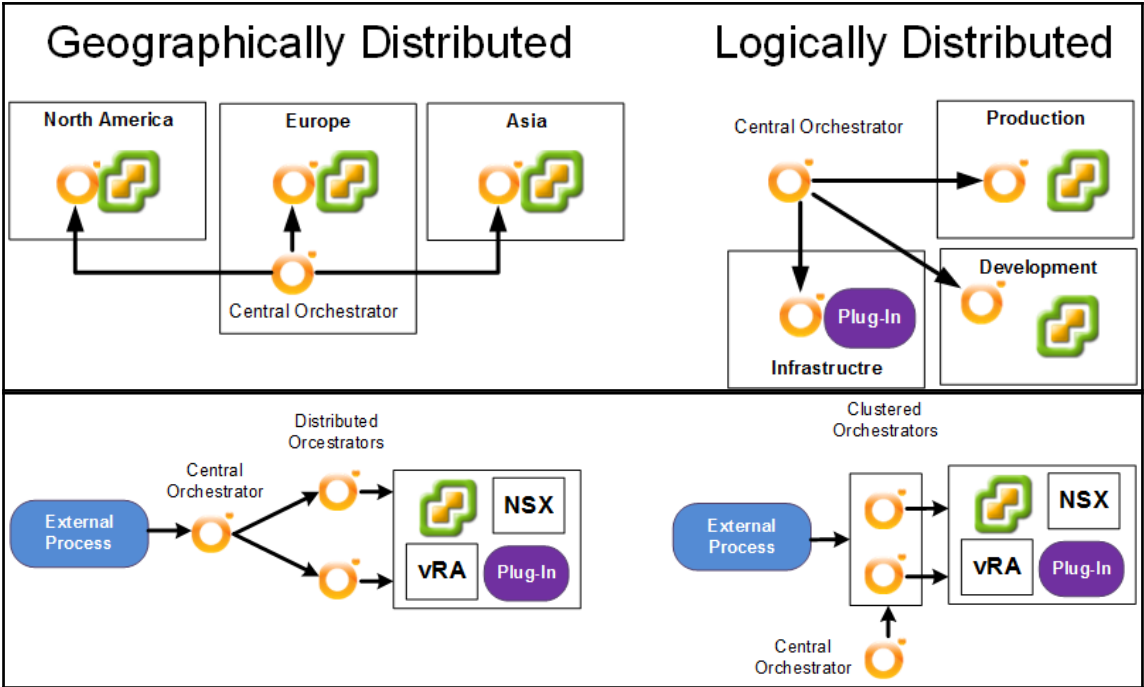 Geographically Distributed
North America
Europe
Asia
Central Orchestrator
Logically Distributed
Central Orchestrator
Production
Development
Plug-In
Infrastructre
Distributed
Orcestrators
Central
Orchestrator
External
Process
NSX
vRA
Plug-In
Clustered
Orchestrators
External
Process
NSX
vRA
Plug-In
Central
Orchestrator